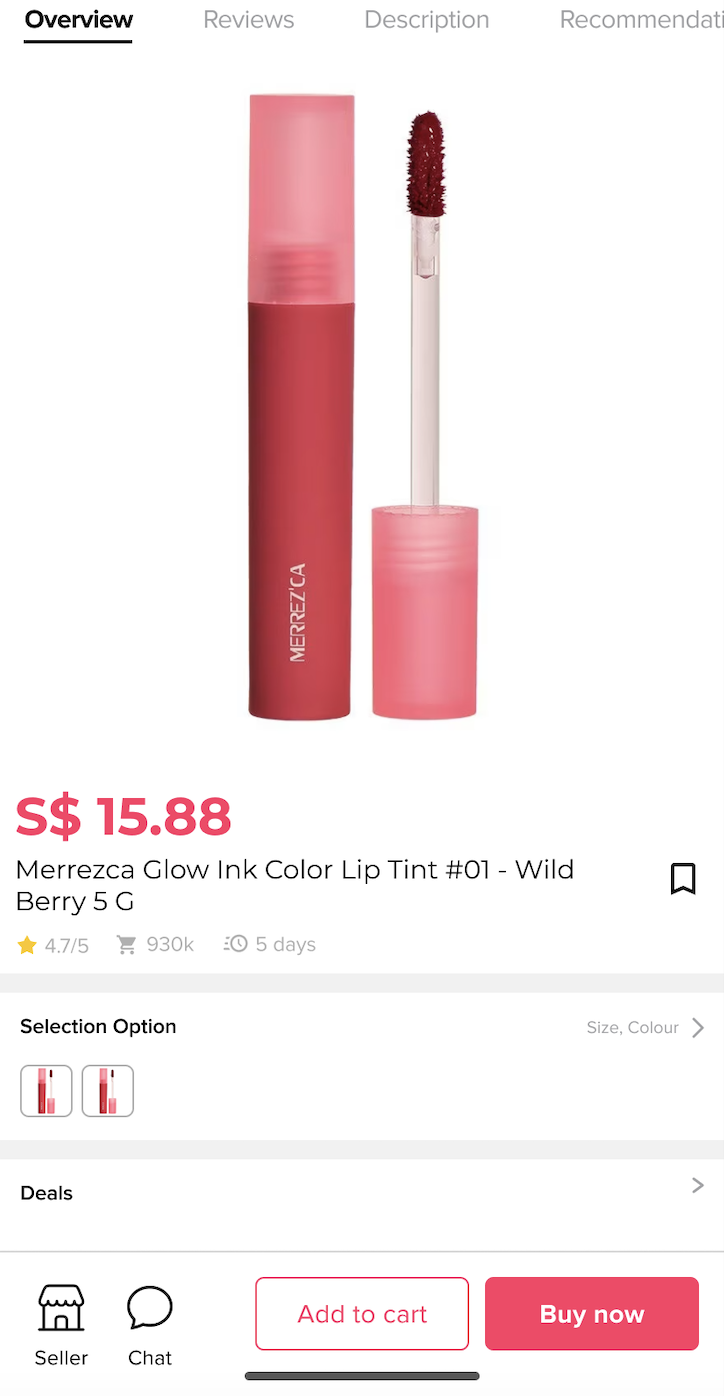 Overview Reviews Description Recommendati
MERREZ'CA
S$ 15.88
Merrezca Glow Ink Color Lip Tint #01 - Wild
Berry 5 G
4.7/5 930k 5 days
Selection Option Size, Colour
Deals
Add to cart Buy now
Seller Chat